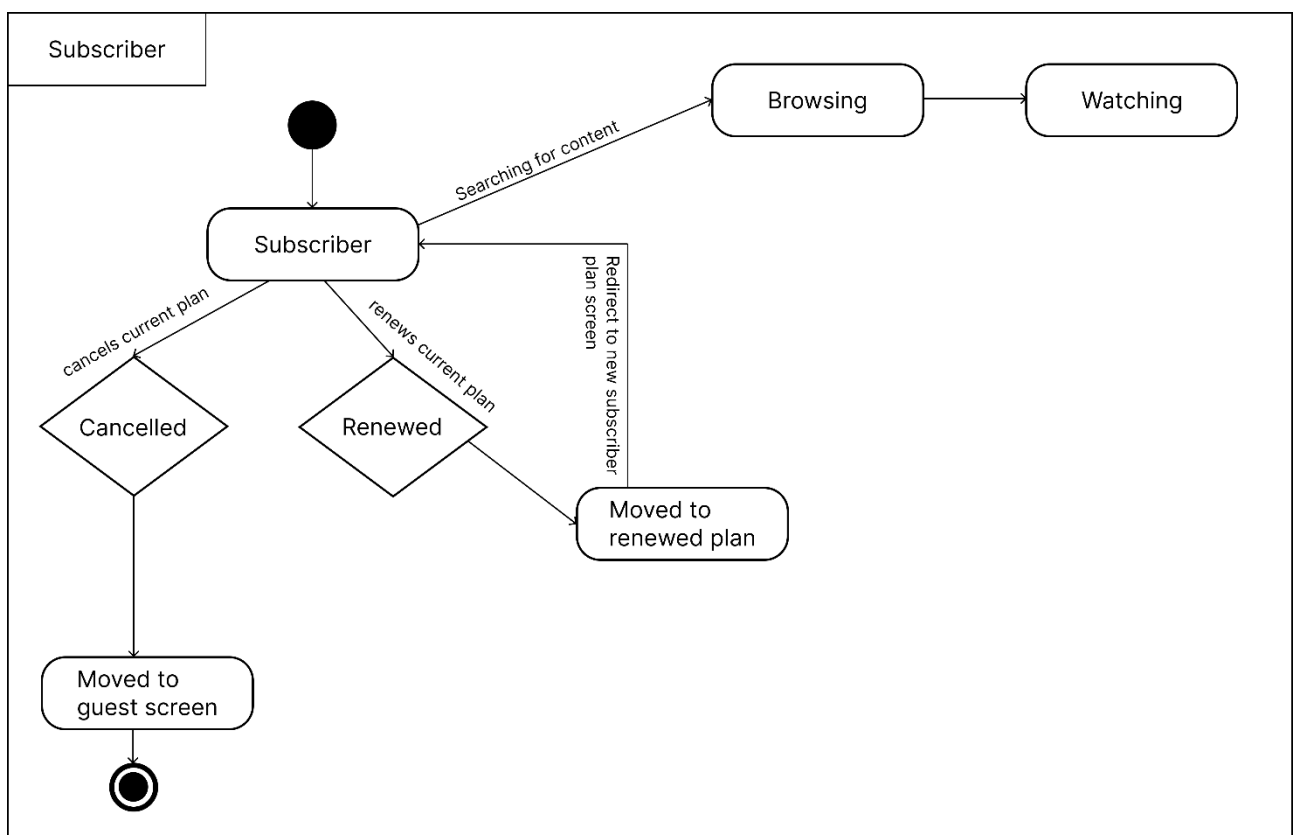 Subscriber
Browsing
Watching
Searching for content
Subscriber
Redirect to new subscriber
plan screen
cancels current plan
renews current plan
Cancelled
Renewed
Moved to
renewed plan
Moved to
guest screen